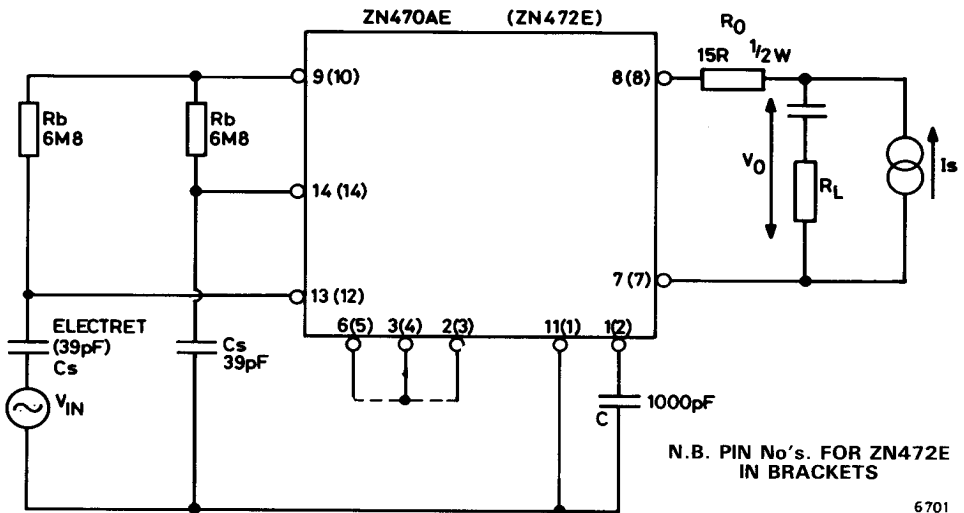 ZN470AE (ZN472E)
RO
15R 1/2W
9 (10)
8(8)
Rb
6M8
Rb
6M8
VO
RL
Is
14 (14)
13 (12)
7 (7)
ELECTRET
(39pF)
Cs
Cs
39pF
6(5) 3(4) 2(3) 11(1) 1(2)
VIN
C 1000pF
N.B. PIN No's. FOR ZN472E
IN BRACKETS
6701